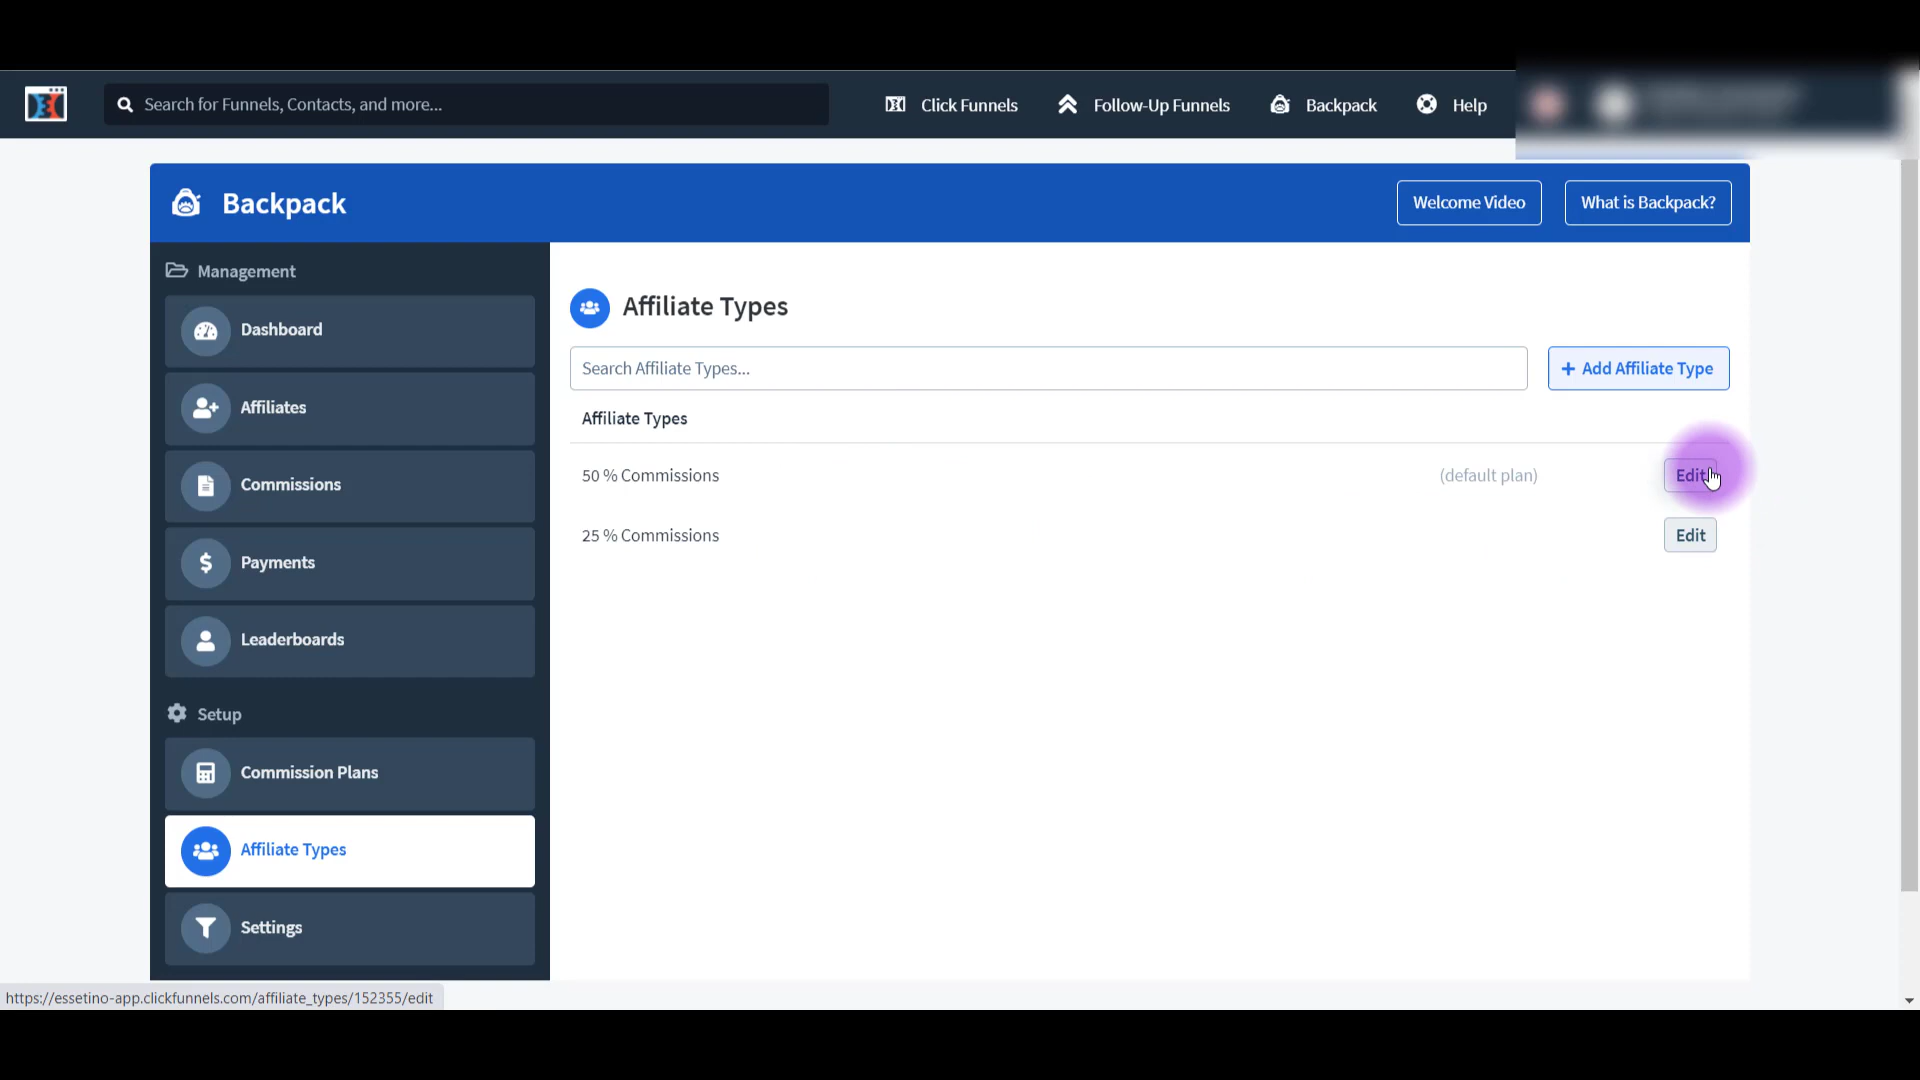 Search for Funnels, Contacts, and more...
Click Funnels
Follow-Up Funnels
Backpack
Help
Backpack
Welcome Video
What is Backpack?
Management
Dashboard
Affiliates
Commissions
Payments
Leaderboards
Setup
Commission Plans
Affiliate Types
Settings
Affiliate Types
Search Affiliate Types...
+ Add Affiliate Type
Affiliate Types
50 % Commissions
(default plan)
Edit
25 % Commissions
Edit
https://essetino-app.clickfunnels.com/affiliate_types/152355/edit